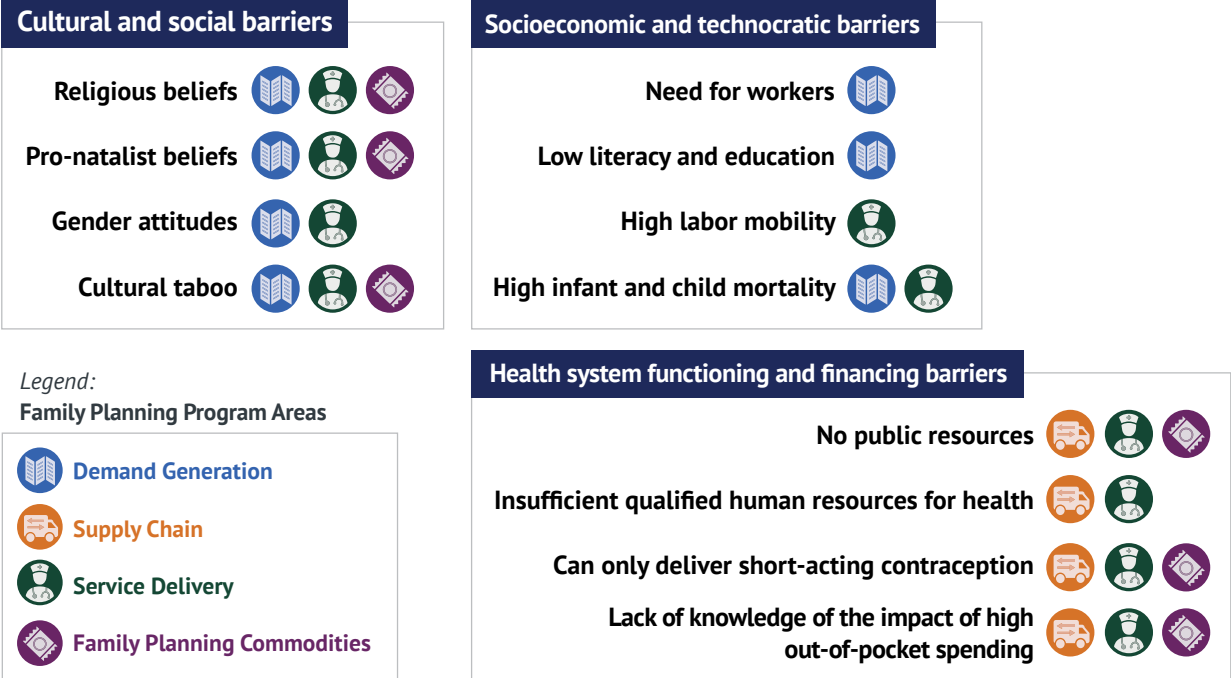 Cultural and social barriers
Religious beliefs
Pro-natalist beliefs
Gender attitudes
Cultural taboo
Socioeconomic and technocratic barriers
Need for workers
Low literacy and education
High labor mobility
High infant and child mortality
Legend:
Family Planning Program Areas
Demand Generation
Supply Chain
Service Delivery
Family Planning Commodities
Health system functioning and financing barriers
No public resources
Insufficient qualified human resources for health
Can only deliver short-acting contraception
Lack of knowledge of the impact of high
out-of-pocket spending